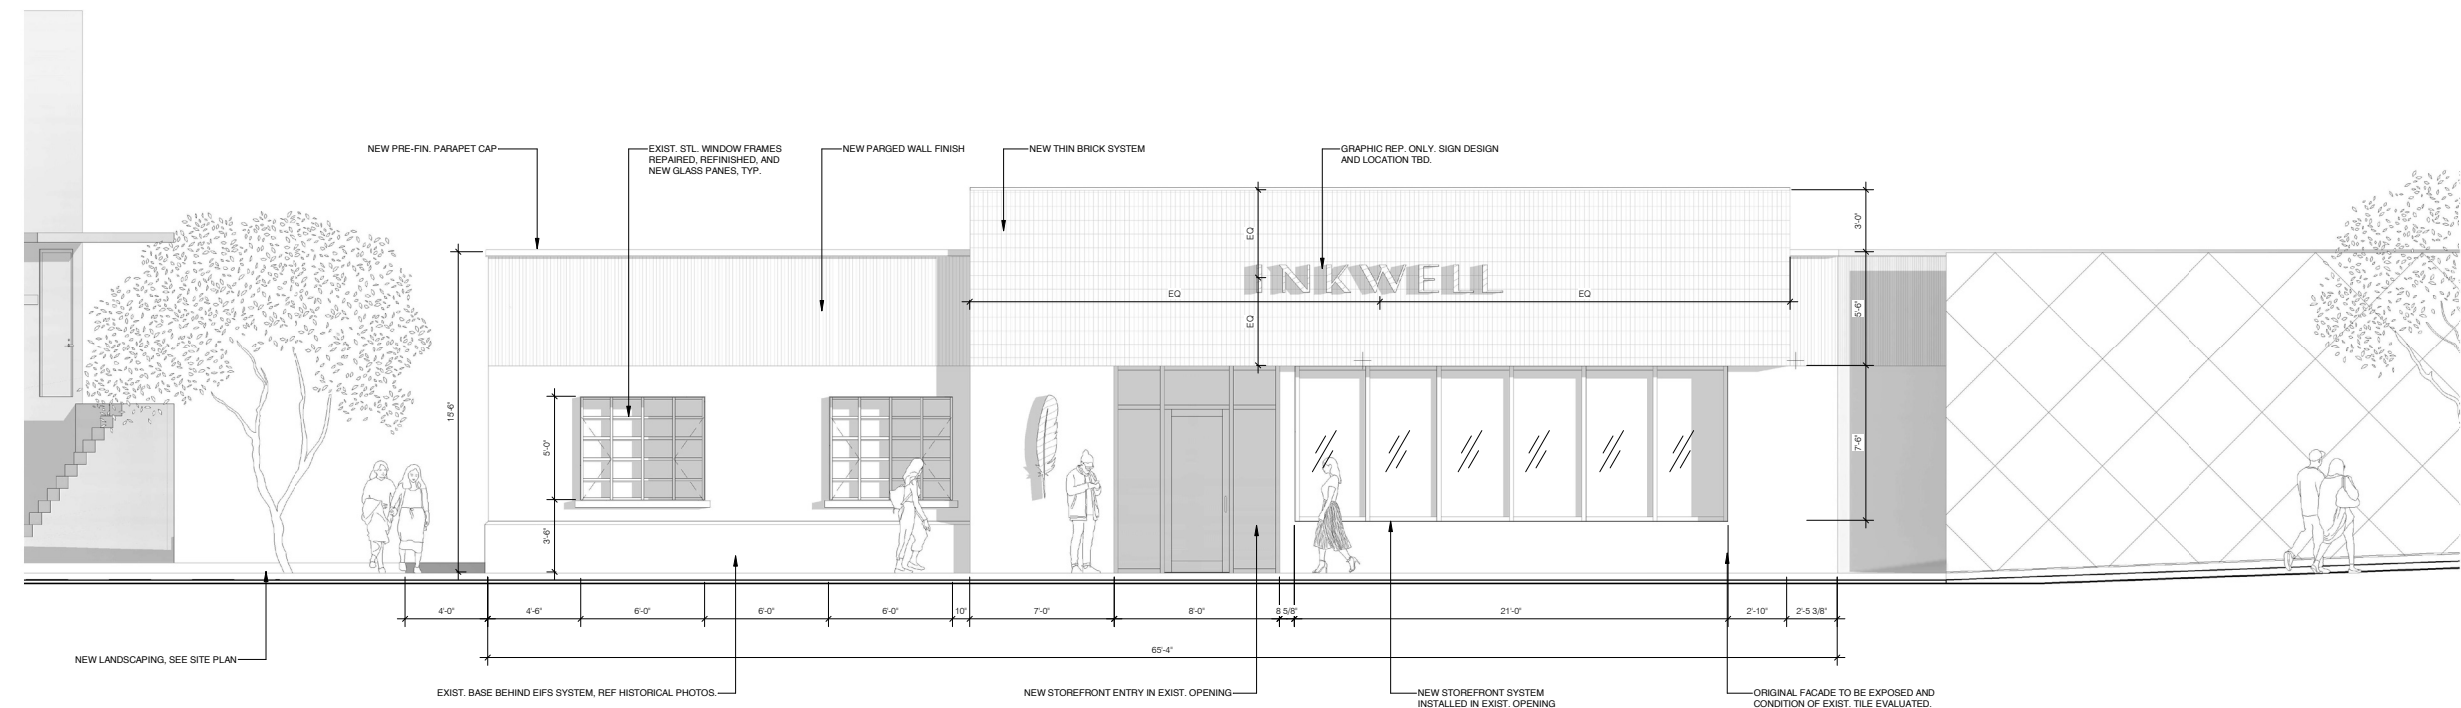 NEW PRE-FIN. PARAPET CAP
EXIST. STL. WINDOW FRAMES
REPAIRED, REFINISHED, AND
NEW GLASS PANES, TYP.
NEW PARGED WALL FINISH
NEW THIN BRICK SYSTEM
GRAPHIC REP. ONLY. SIGN DESIGN
AND LOCATION TBD.
3'-0"
EQ
INKWELL
EQ
EQ
5'-6"
EQ
15'-6"
5'-0"
7'-6"
3'-6"
4'-0"
4'-6"
6'-0"
6'-0"
6'-0"
10"
7'-0"
8'-0"
8 5/8"
21'-0"
2'-10"
2'-5 3/8"
65'-4"
NEW LANDSCAPING, SEE SITE PLAN
EXIST. BASE BEHIND EIFS SYSTEM, REF HISTORICAL PHOTOS.
NEW STOREFRONT ENTRY IN EXIST. OPENING
NEW STOREFRONT SYSTEM
INSTALLED IN EXIST. OPENING
ORIGINAL FACADE TO BE EXPOSED AND
CONDITION OF EXIST. TILE EVALUATED.